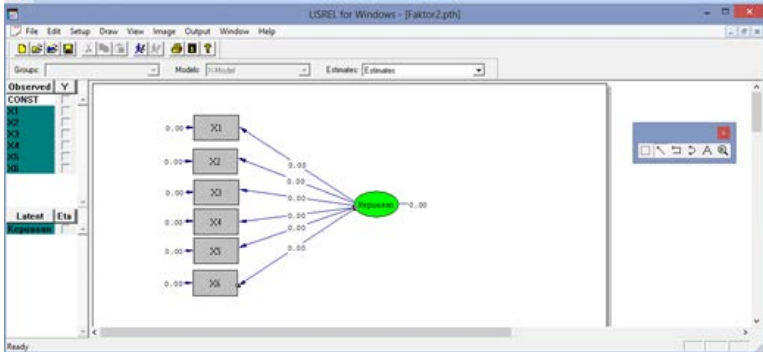 LISREL for Windows - [Faktor2.pth]
File Edit Setup Draw View Image Output Window Help
Groups: Models: X-Model Estimates: Estimates
Observed Y
CONST
X1
X2
X3
X4
X5
X6
Latent Eta
Kepuasan
0.00 X1
0.00 X2
0.00 X3
0.00 X4
0.00 X5
0.00 X6
0.00
0.00
0.00
0.00
0.00
0.00
Kepuasan 0.00
Ready